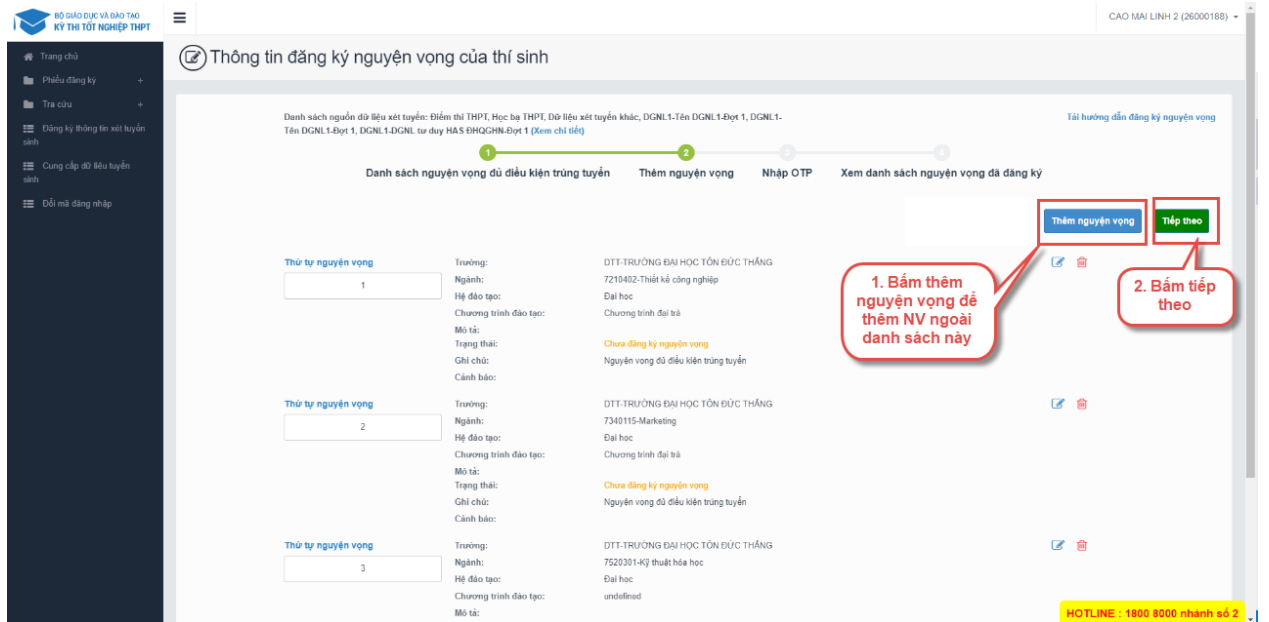 BỘ GIÁO DỤC VÀ ĐÀO TẠO
KỲ THI TỐT NGHIỆP THPT
CAO MAI LINH 2 (26000188)
Trang chủ
Phiếu đăng ký +
Tra cứu +
Đăng ký thông tin xét tuyển
sinh
Cung cấp dữ liệu tuyển
sinh
Đổi mã đăng nhập
Thông tin đăng ký nguyện vọng của thí sinh
Danh sách nguồn dữ liệu xét tuyển: Điểm thi THPT, Học bạ THPT, Dữ liệu xét tuyển khác, DGNL1-Tên DGNL1-Đợt 1, DGNL1-
Tên DGNL1-Đợt 1, DGNL1-DGNL tư duy HAS ĐHQGHN-Đợt 1 (Xem chi tiết)
Tải hướng dẫn đăng ký nguyện vọng
1 2 3 4
Danh sách nguyện vọng đủ điều kiện trúng tuyển Thêm nguyện vọng Nhập OTP Xem danh sách nguyện vọng đã đăng ký
Thêm nguyện vọng Tiếp theo
1. Bấm thêm
nguyện vọng để
thêm NV ngoài
danh sách này
2. Bấm tiếp
theo
Thứ tự nguyện vọng
1
Trường: DTT-TRƯỜNG ĐẠI HỌC TÔN ĐỨC THẮNG
Ngành: 7210402-Thiết kế công nghiệp
Hệ đào tạo: Đại học
Chương trình đào tạo: Chương trình đại trà
Mô tả:
Trạng thái: Chưa đăng ký nguyện vọng
Ghi chú: Nguyện vọng đủ điều kiện trúng tuyển
Cảnh báo:
Thứ tự nguyện vọng
2
Trường: DTT-TRƯỜNG ĐẠI HỌC TÔN ĐỨC THẮNG
Ngành: 7340115-Marketing
Hệ đào tạo: Đại học
Chương trình đào tạo: Chương trình đại trà
Mô tả:
Trạng thái: Chưa đăng ký nguyện vọng
Ghi chú: Nguyện vọng đủ điều kiện trúng tuyển
Cảnh báo:
Thứ tự nguyện vọng
3
Trường: DTT-TRƯỜNG ĐẠI HỌC TÔN ĐỨC THẮNG
Ngành: 7520301-Kỹ thuật hóa học
Hệ đào tạo: Đại học
Chương trình đào tạo: undefined
Mô tả:
HOTLINE : 1800 8000 nhánh số 2